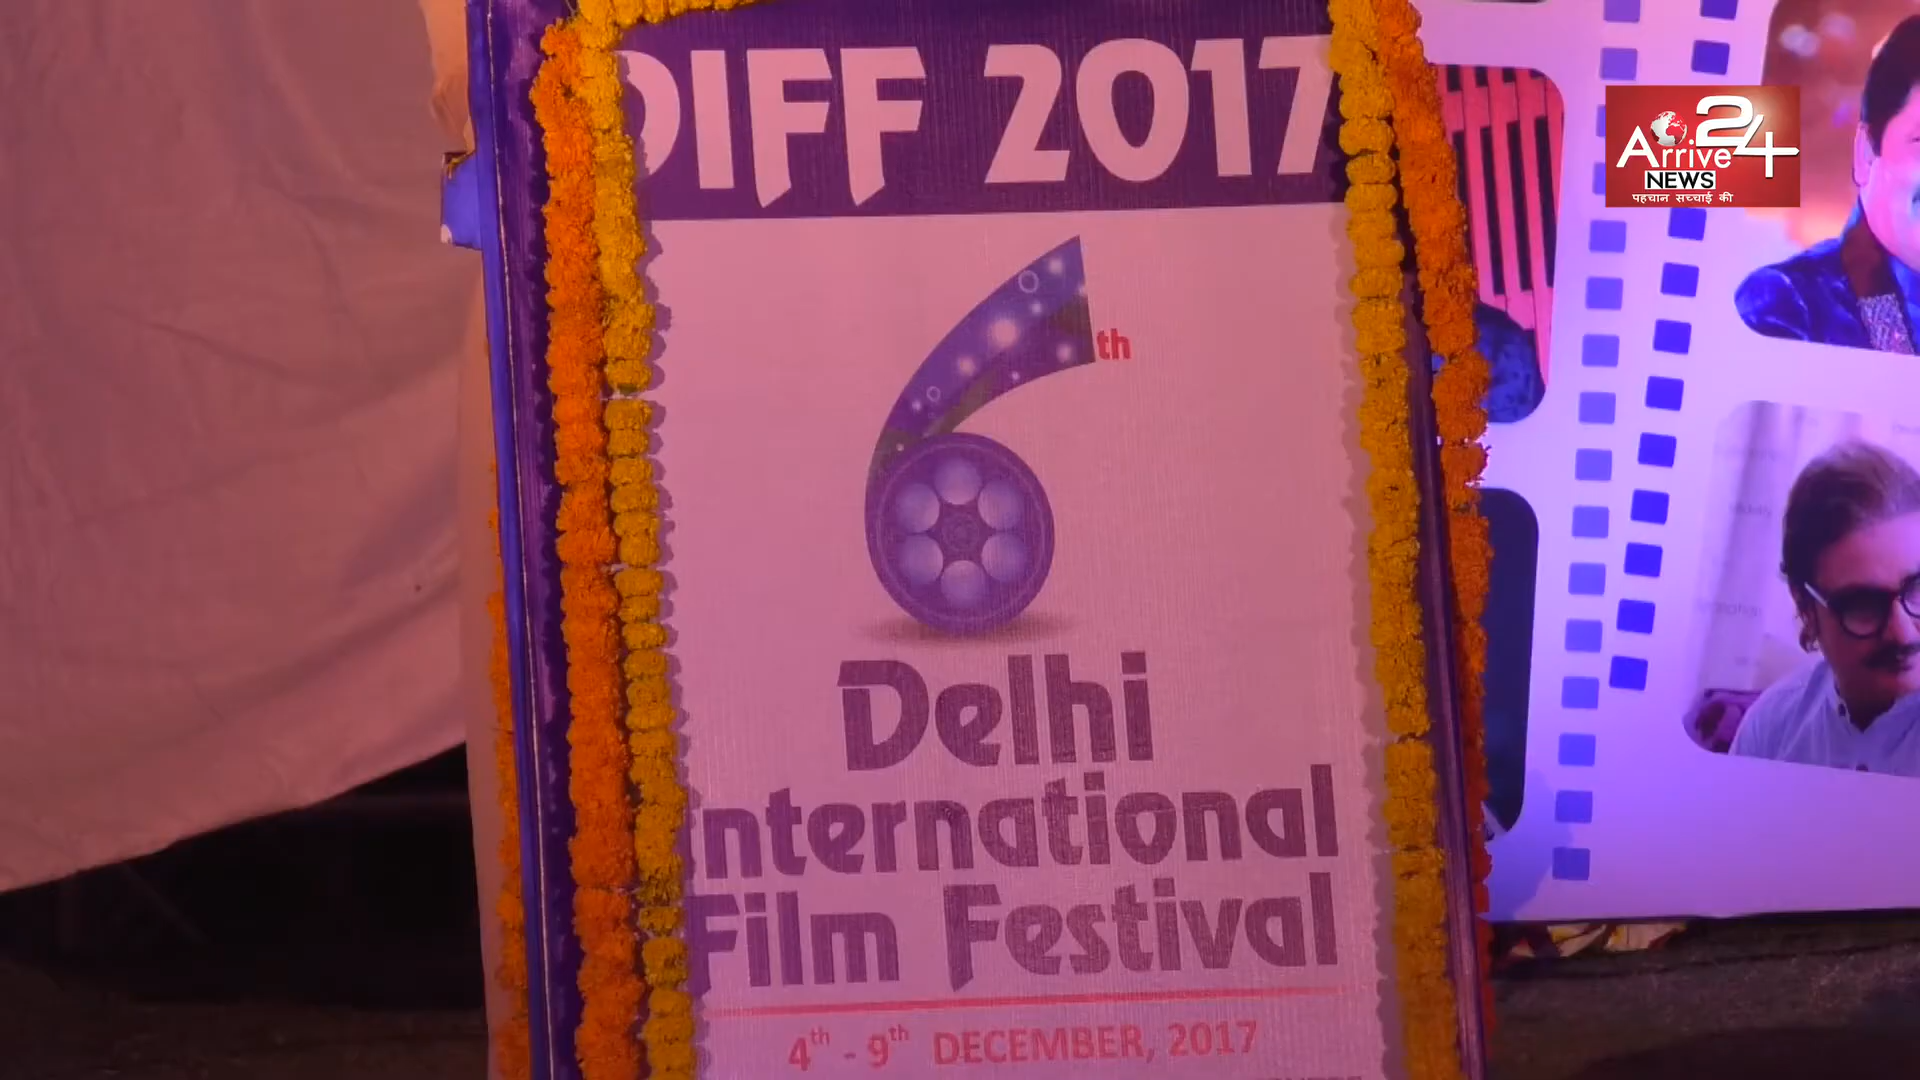 DIFF 2017
6th
Delhi
International
Film Festival
4th - 9th DECEMBER, 2017
Arrive 24
NEWS
पहचान सच्चाई की